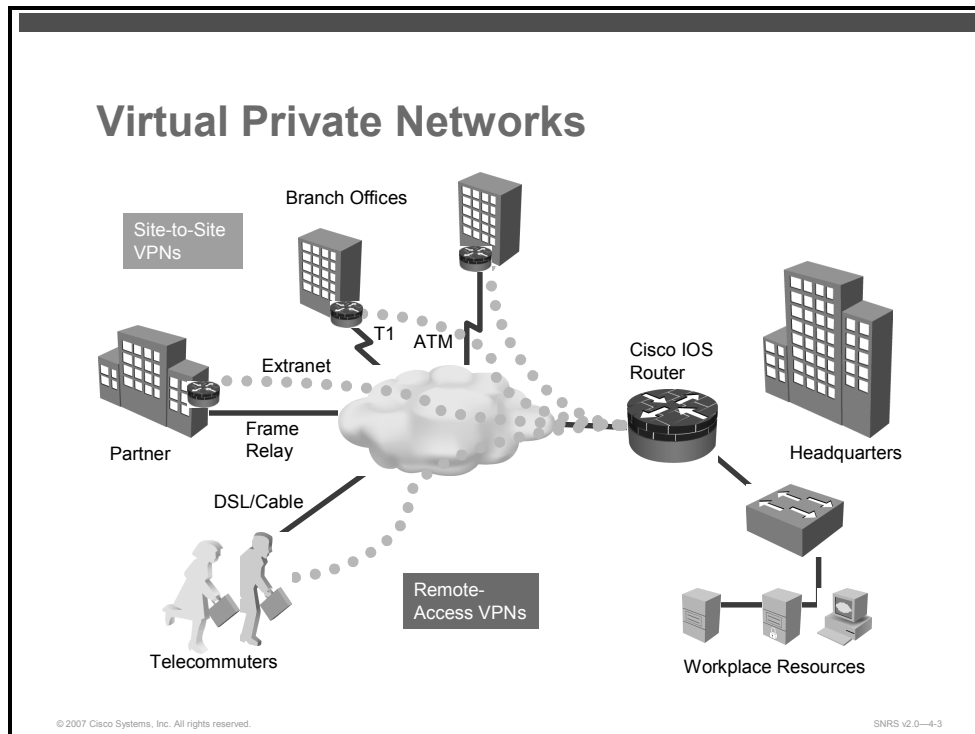 Virtual Private Networks
Branch Offices
Site-to-Site
VPNs
T1
ATM
Extranet
Cisco IOS
Router
Partner
Frame
Relay
Headquarters
DSL/Cable
Remote-
Access VPNs
Telecommuters
Workplace Resources
© 2007 Cisco Systems, Inc. All rights reserved.
SNRS v2.0—4-3